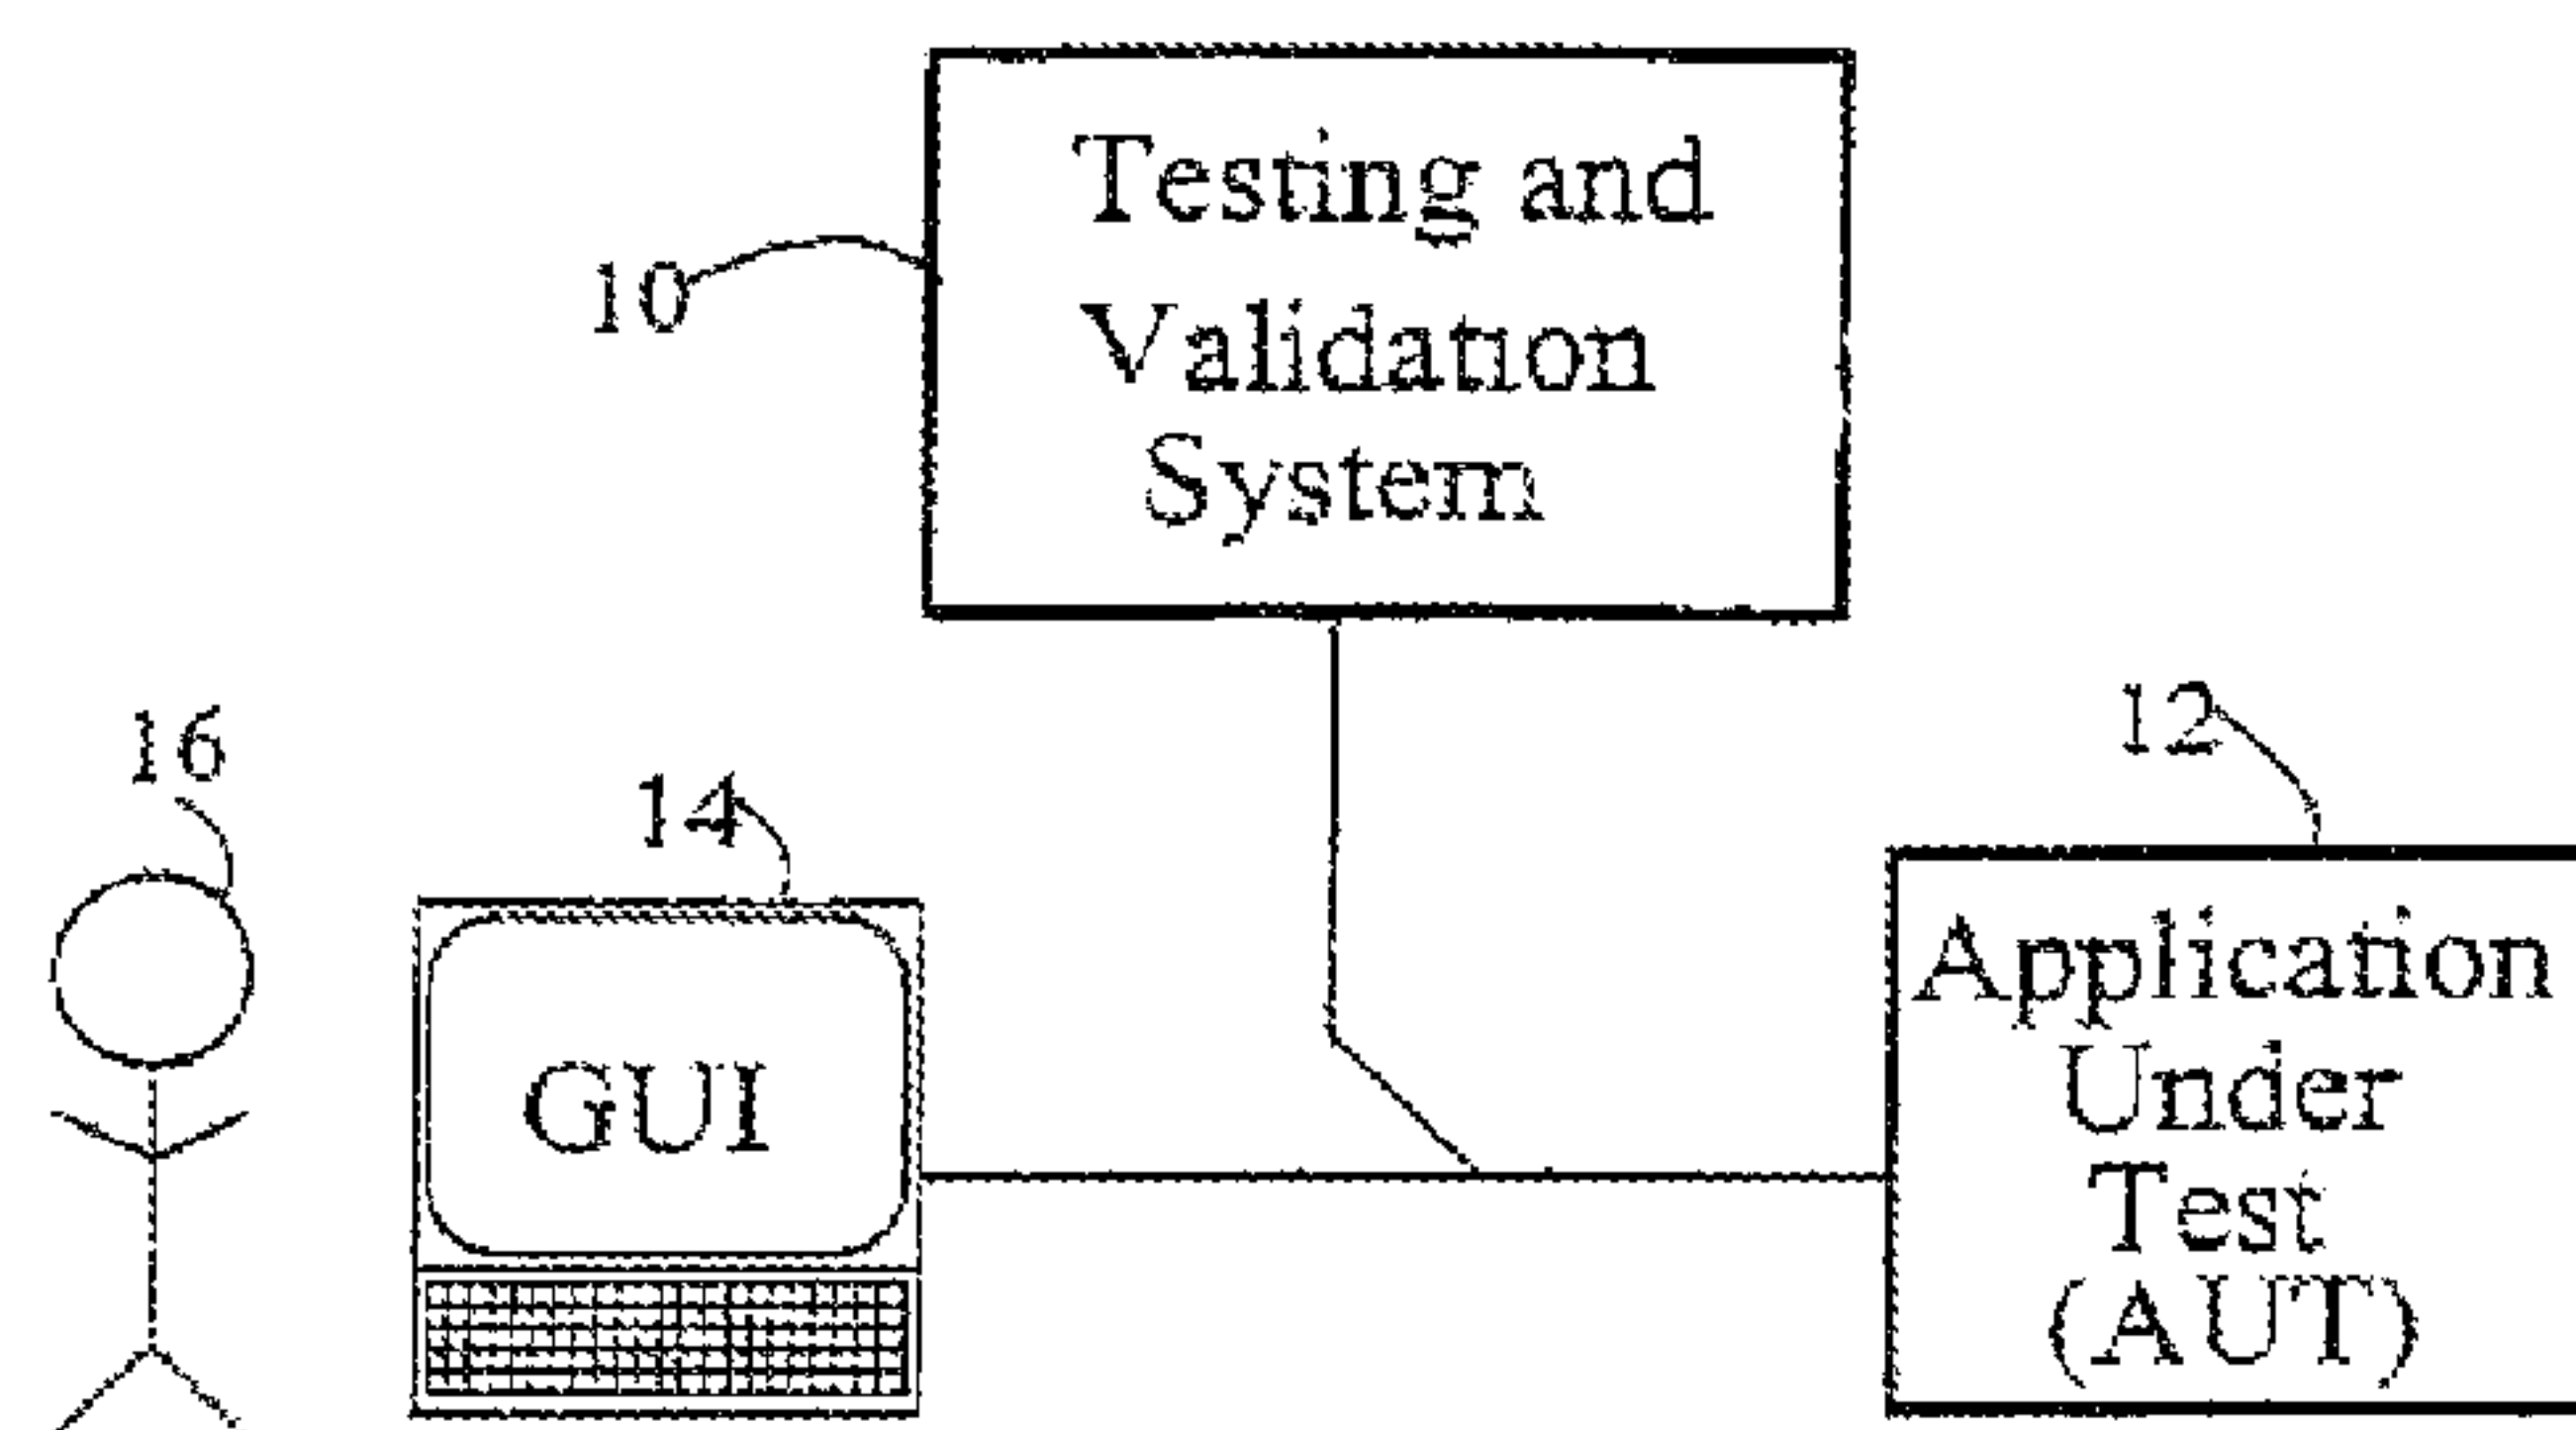 Testing and
Validation
System
10
16
14
12
GUI
Application
Under
Test
(AUT)